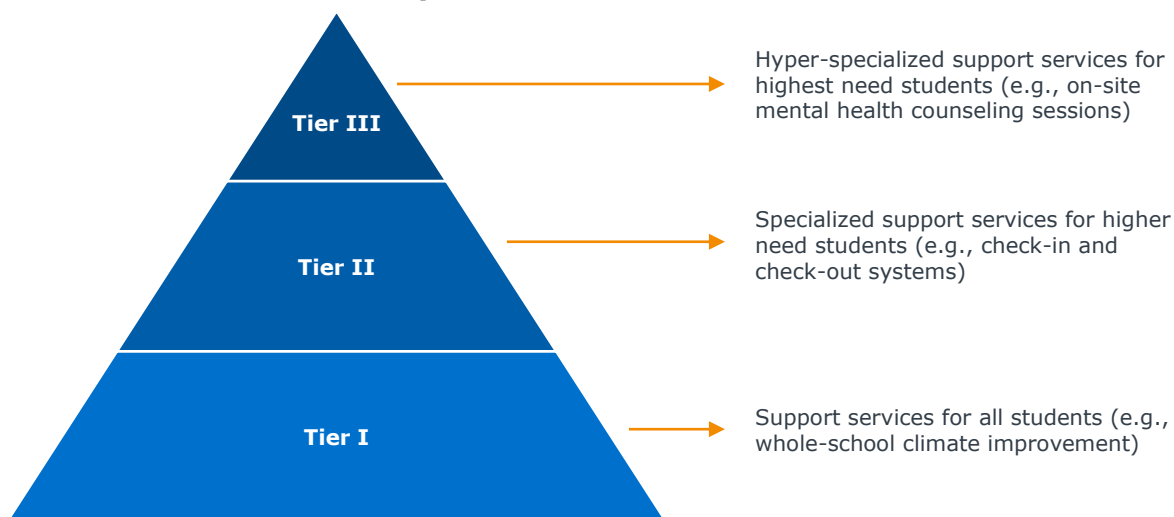 Hyper-specialized support services for
highest need students (e.g., on-site
mental health counseling sessions)
Tier III
Specialized support services for higher
need students (e.g., check-in and
check-out systems)
Tier II
Support services for all students (e.g.,
whole-school climate improvement)
Tier I